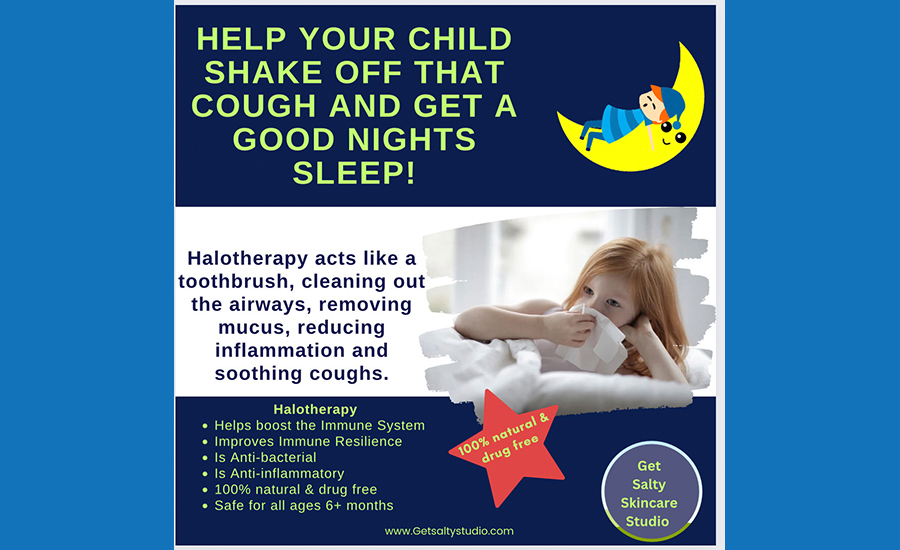 HELP YOUR CHILD
SHAKE OFF THAT
COUGH AND GET A
GOOD NIGHTS
SLEEP!
Halotherapy acts like a
toothbrush, cleaning out
the airways, removing
mucus, reducing
inflammation and
soothing coughs.
Halotherapy
• Helps boost the Immune System
• Improves Immune Resilience
• Is Anti-bacterial
• Is Anti-inflammatory
• 100% natural & drug free
• Safe for all ages 6+ months
100% natural &
drug free
Get
Salty
Skincare
Studio
www.Getsaltystudio.com